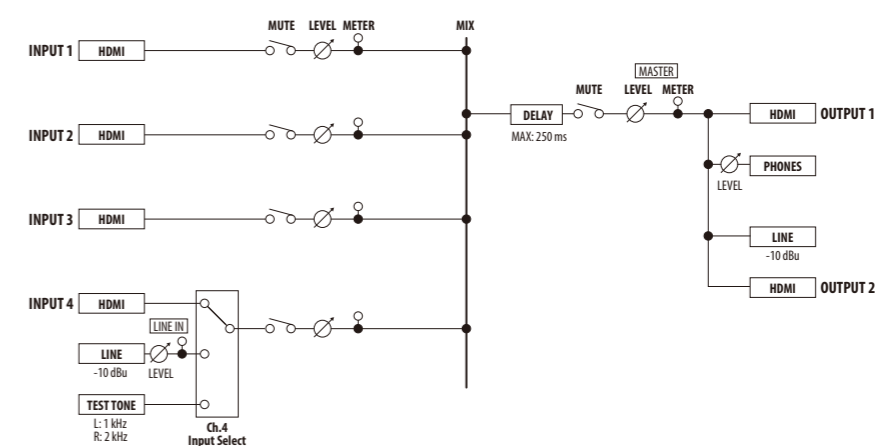 MUTE LEVEL METER MIX
INPUT 1 HDMI
MASTER
MUTE LEVEL METER
DELAY
MAX: 250 ms
HDMI OUTPUT 1
INPUT 2 HDMI
PHONES
LEVEL
INPUT 3 HDMI
LINE
-10 dBu
HDMI OUTPUT 2
INPUT 4 HDMI
LINE IN
LINE
-10 dBu LEVEL
TEST TONE
L: 1 kHz
R: 2 kHz
Ch.4
Input Select